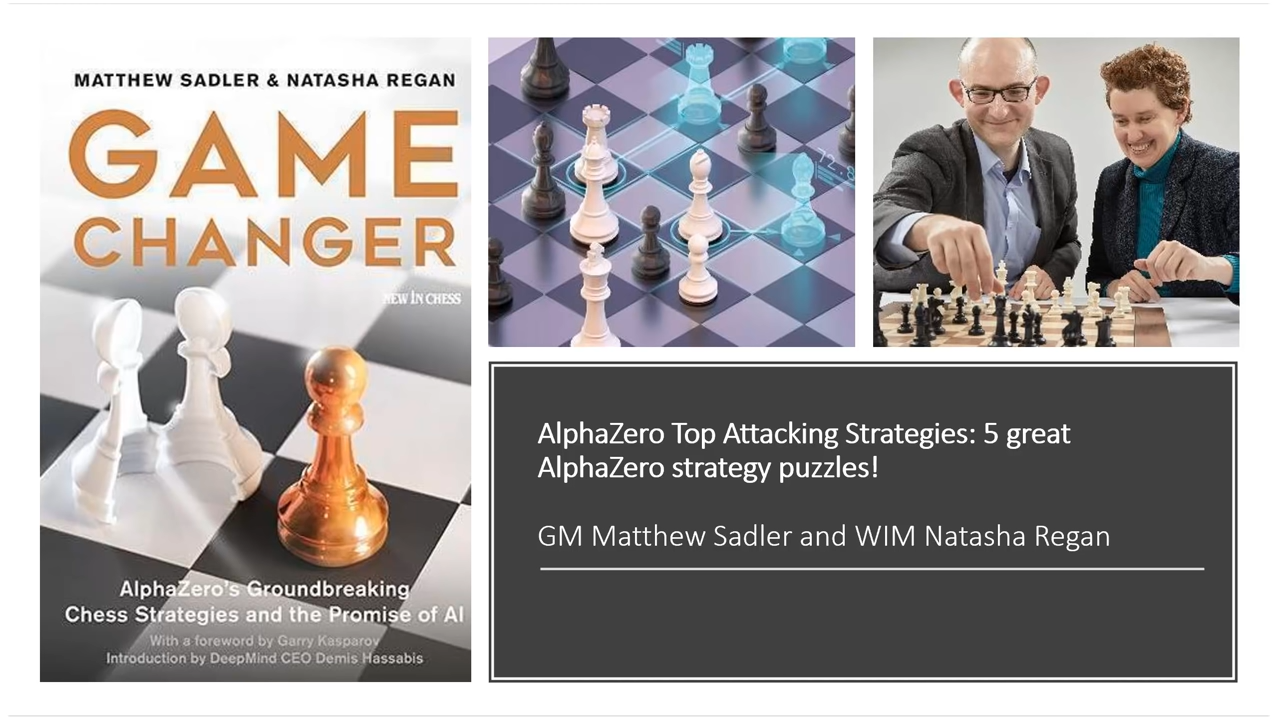 MATTHEW SADLER & NATASHA REGAN
GAME
CHANGER
NEW IN CHESS
AlphaZero's Groundbreaking
Chess Strategies and the Promise of AI
With a foreword by Garry Kasparov
Introduction by DeepMind CEO Demis Hassabis
72.8
AlphaZero Top Attacking Strategies: 5 great
AlphaZero strategy puzzles!
GM Matthew Sadler and WIM Natasha Regan